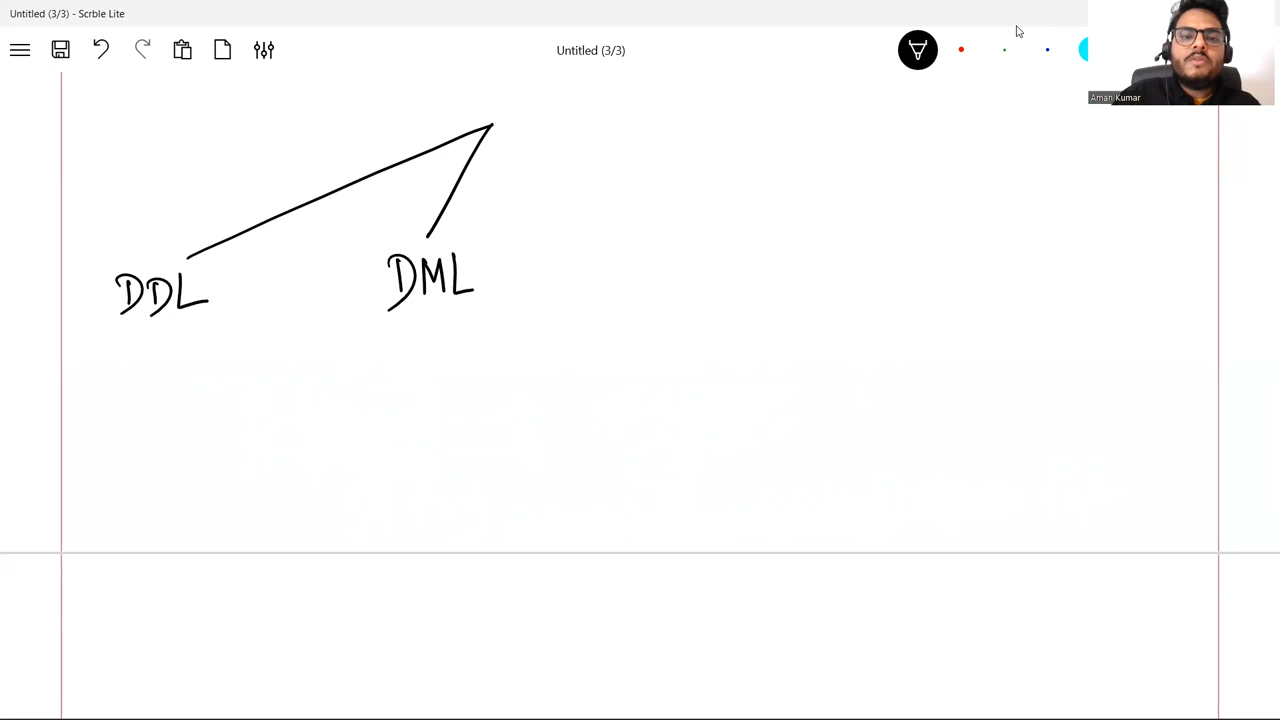 Untitled (3/3) - Scrble Lite
Untitled (3/3)
Aman Kumar
DDL
DML